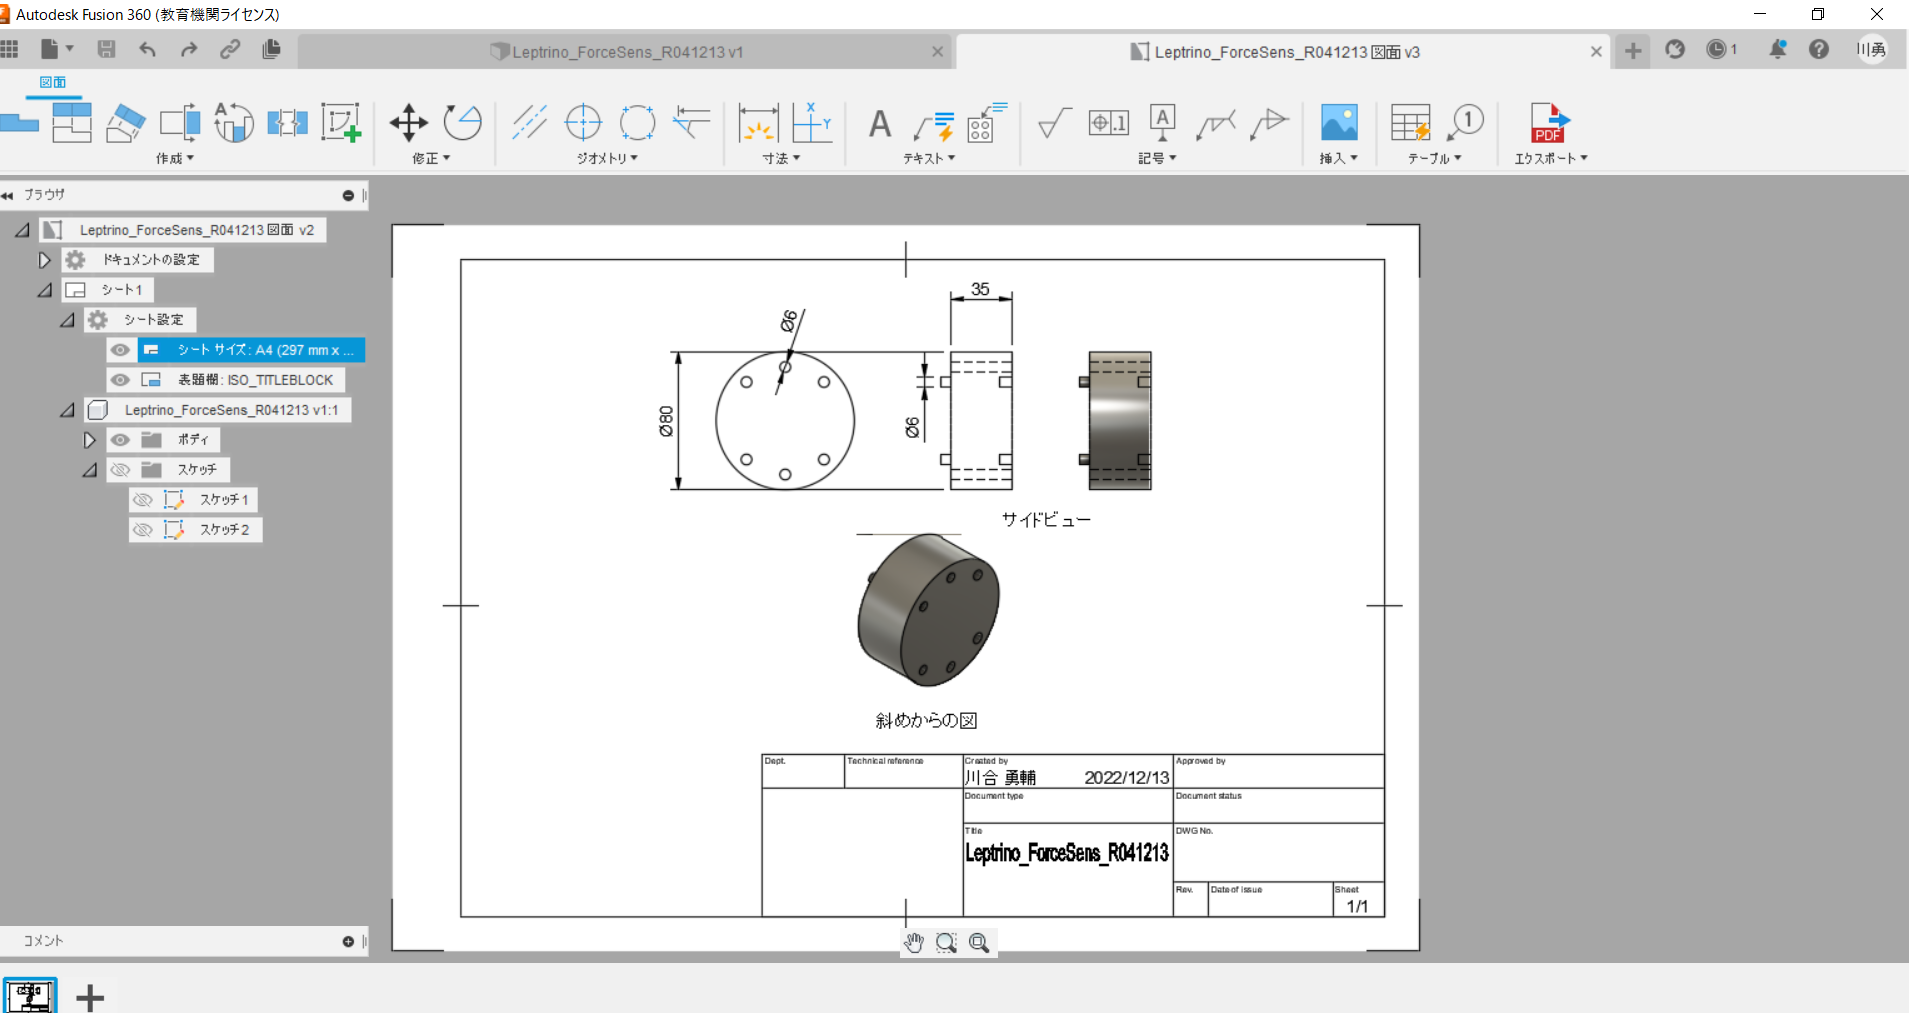 Autodesk Fusion 360 (教育機関ライセンス)
Leptrino_ForceSens_R041213 v1
Leptrino_ForceSens_R041213 図面 v3
1
川勇
図面
A
X
Y
A
.1
A
1
PDF
作成
修正
ジオメトリ
寸法
テキスト
記号
挿入
テーブル
エクスポート
ブラウザ
Leptrino_ForceSens_R041213 図面 v2
ドキュメントの設定
シート1
シート設定
シート サイズ: A4 (297 mm x ...
表題欄: ISO_TITLEBLOCK
Leptrino_ForceSens_R041213 v1:1
ボディ
スケッチ
スケッチ1
スケッチ2
コメント
35
Ø6
Ø80
Ø6
サイドビュー
斜めからの図
Dept.
Technical reference
Created by
Approved by
川合 勇輔
2022/12/13
Document type
Document status
Title
DWG No.
Leptrino_ForceSens_R041213
Rev.
Date of issue
Sheet
1/1